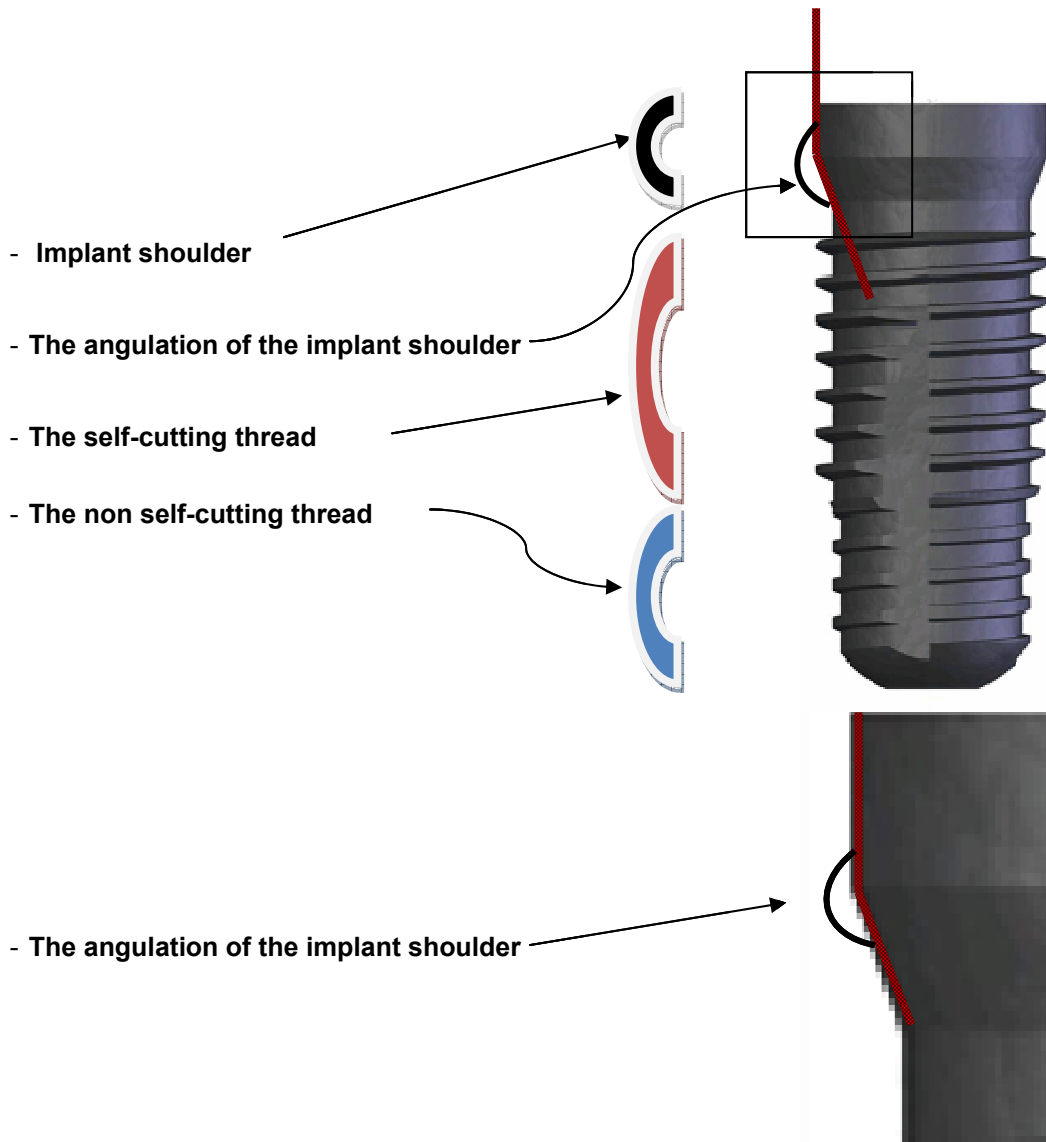 - Implant shoulder
- The angulation of the implant shoulder
- The self-cutting thread
- The non self-cutting thread
- The angulation of the implant shoulder